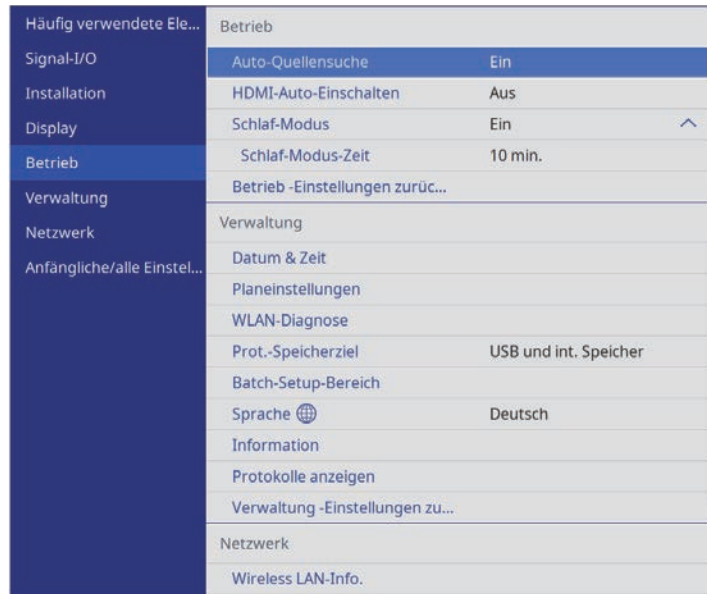 Häufig verwendete Ele...
Signal-I/O
Installation
Display
Betrieb
Verwaltung
Netzwerk
Anfängliche/alle Einstel...
Betrieb
Auto-Quellensuche Ein
HDMI-Auto-Einschalten Aus
Schlaf-Modus Ein
Schlaf-Modus-Zeit 10 min.
Betrieb -Einstellungen zurüc...
Verwaltung
Datum & Zeit
Planeinstellungen
WLAN-Diagnose
Prot.-Speicherziel USB und int. Speicher
Batch-Setup-Bereich
Sprache Deutsch
Information
Protokolle anzeigen
Verwaltung -Einstellungen zu...
Netzwerk
Wireless LAN-Info.